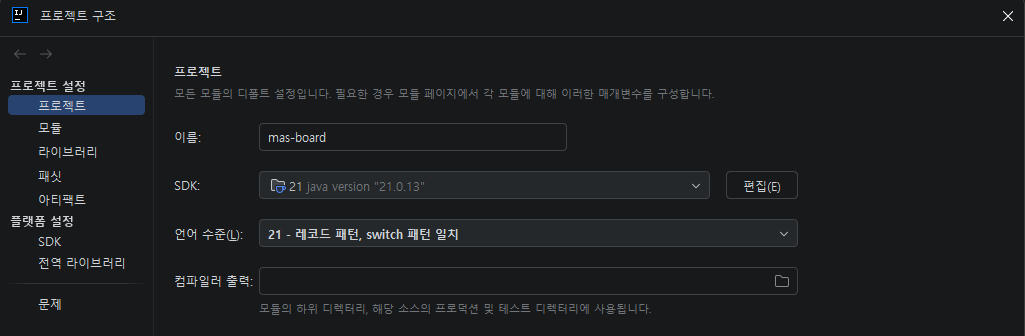 IJ
프로젝트 구조
프로젝트 설정
프로젝트
모듈
라이브러리
패싯
아티팩트
플랫폼 설정
SDK
전역 라이브러리
문제
프로젝트
모든 모듈의 디폴트 설정입니다. 필요한 경우 모듈 페이지에서 각 모듈에 대해 이러한 매개변수를 구성합니다.
이름: mas-board
SDK: 21 java version "21.0.13" 편집(E)
언어 수준(L): 21 - 레코드 패턴, switch 패턴 일치
컴파일러 출력:
모듈의 하위 디렉터리, 해당 소스의 프로덕션 및 테스트 디렉터리에 사용됩니다.